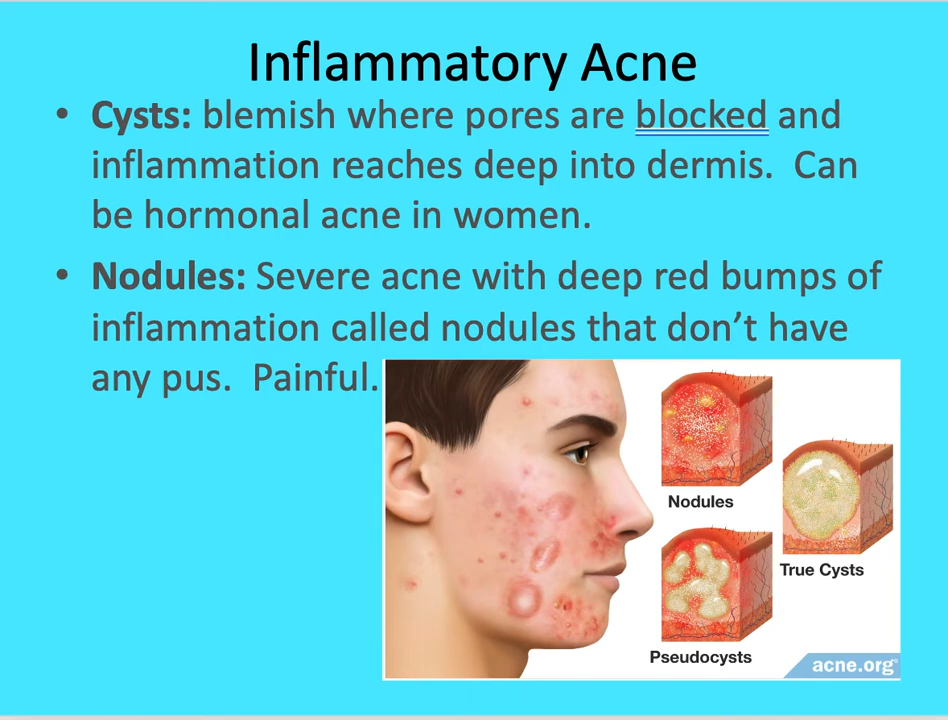 Inflammatory Acne
• Cysts: blemish where pores are blocked and
inflammation reaches deep into dermis.  Can
be hormonal acne in women.
• Nodules: Severe acne with deep red bumps of
inflammation called nodules that don’t have
any pus.  Painful.
Nodules
True Cysts
Pseudocysts
acne.org™